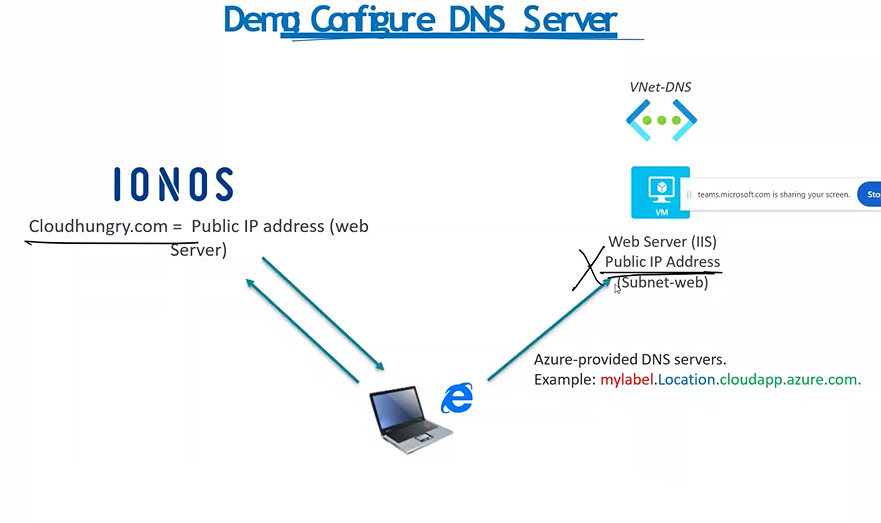 Demo: Configure DNS Server
VNet-DNS
IONOS
Cloudhungry.com = Public IP address (web
Server)
teams.microsoft.com is sharing your screen.
Sto
VM
Web Server (IIS)
Public IP Address
(Subnet-web)
Azure-provided DNS servers.
Example: mylabel.Location.cloudapp.azure.com.